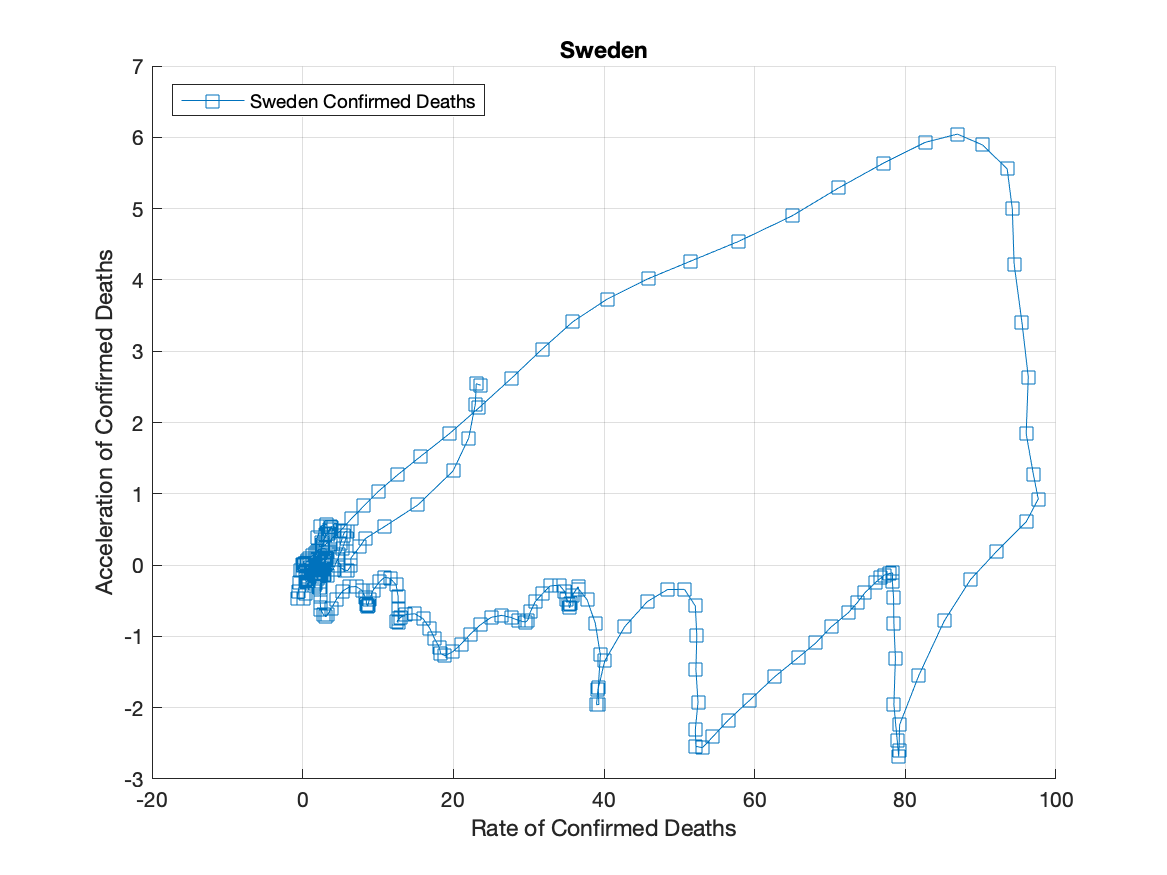 Sweden
Sweden Confirmed Deaths
7
6
5
4
3
2
1
0
-1
-2
-3
Acceleration of Confirmed Deaths
-20 0 20 40 60 80 100
Rate of Confirmed Deaths